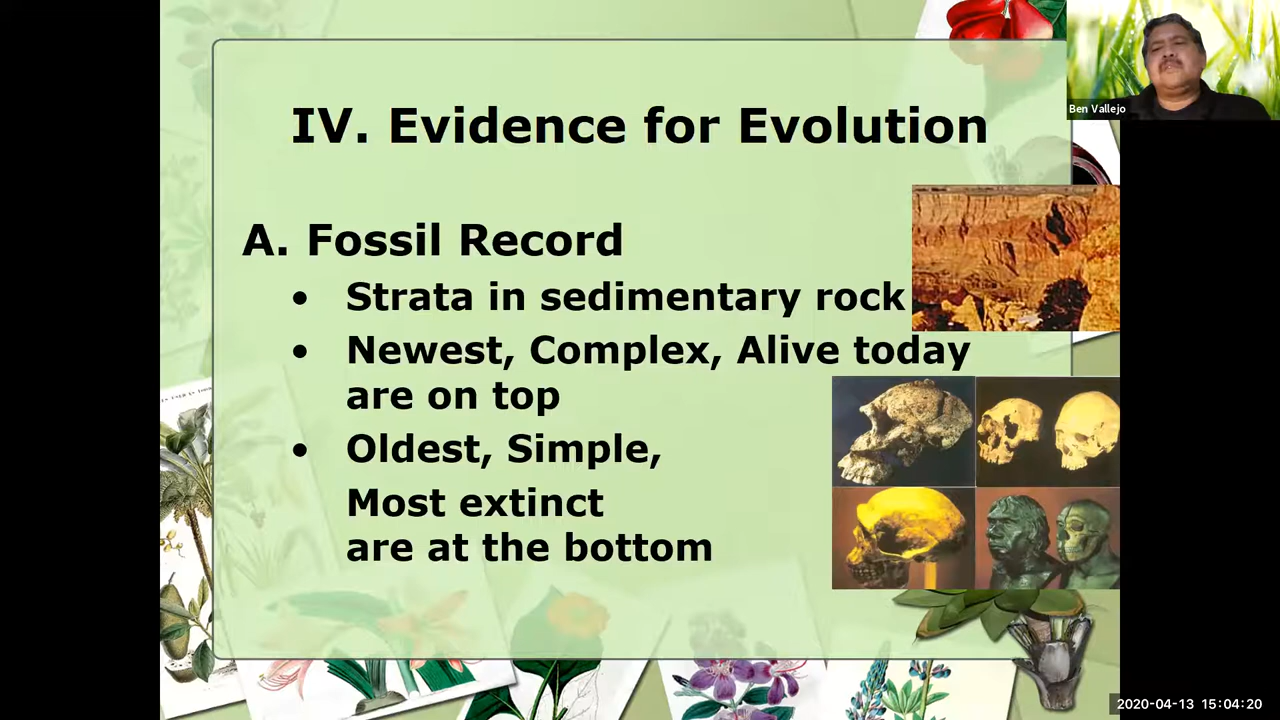 IV. Evidence for Evolution
Ben Vallejo
A. Fossil Record
• Strata in sedimentary rock
• Newest, Complex, Alive today
are on top
• Oldest, Simple,
Most extinct
are at the bottom
2020-04-13 15:04:20